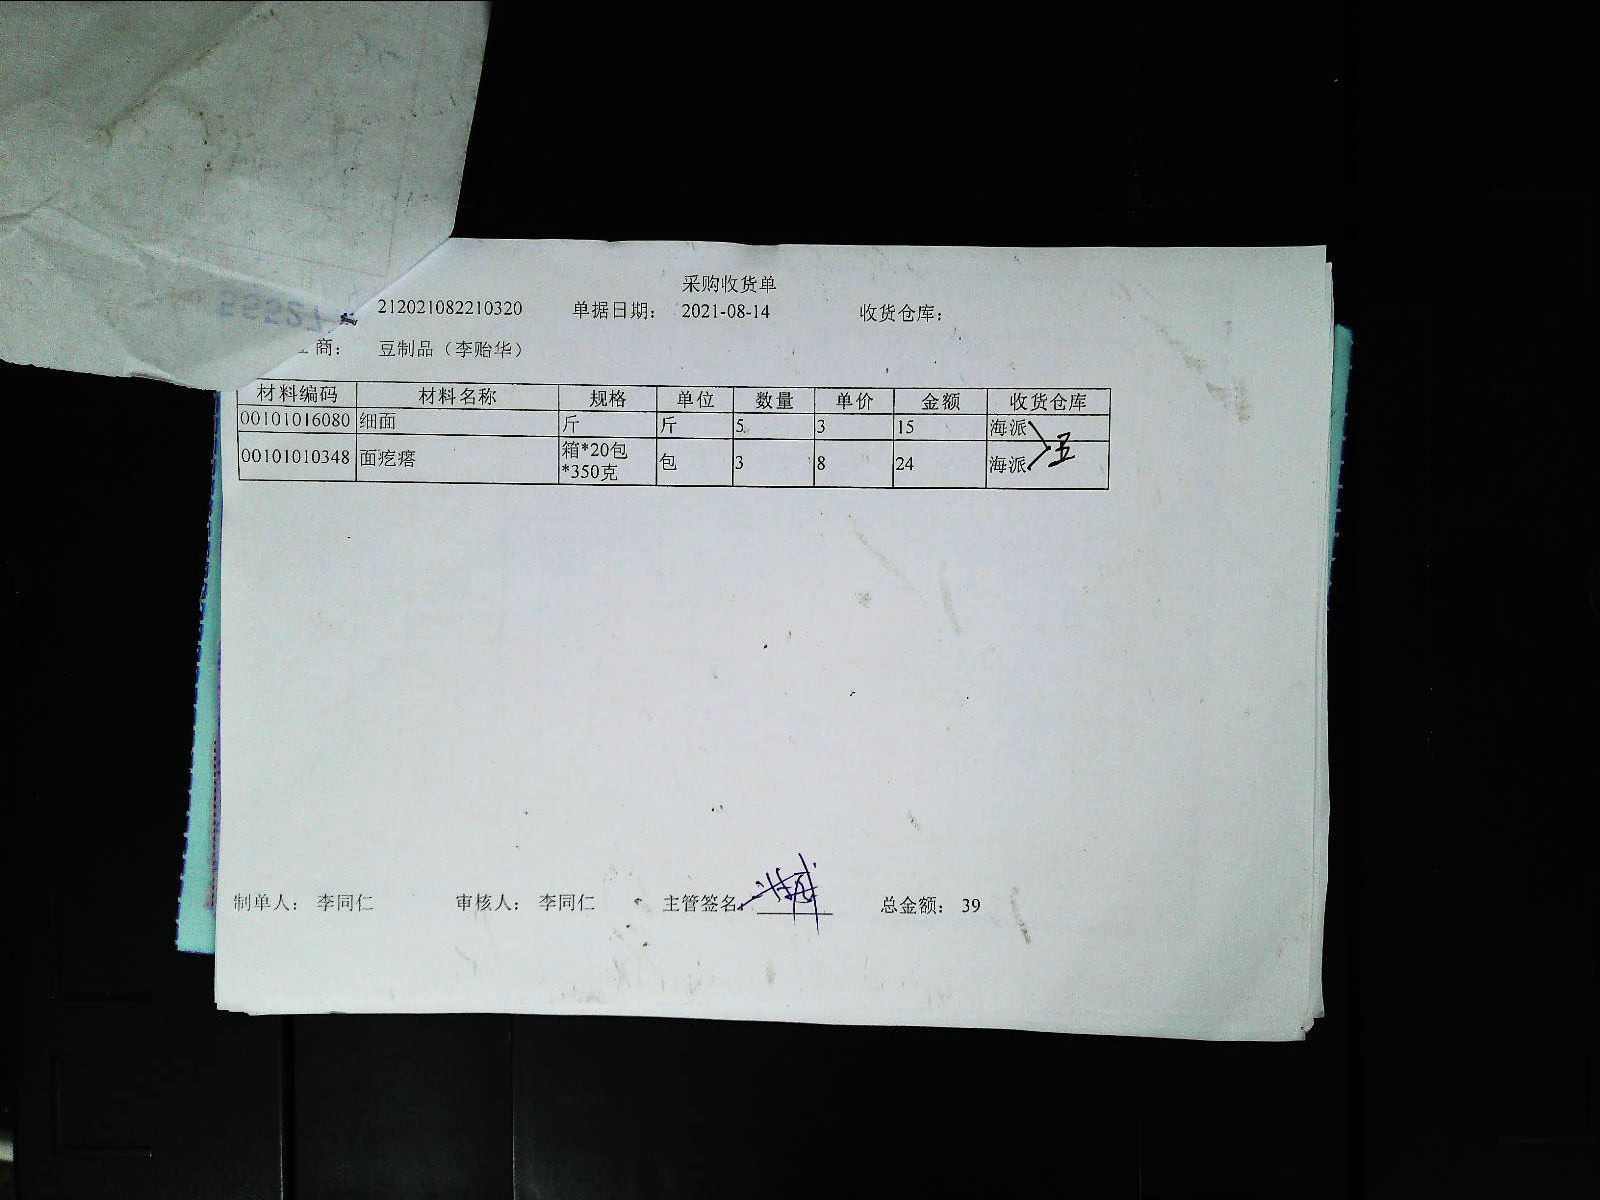 采购收货单
212021082210320 单据日期： 2021-08-14 收货仓库：
商： 豆制品（李贻华）
材料编码 材料名称 规格 单位 数量 单价 金额 收货仓库
00101016080 细面 斤 斤 5 3 15 海派
00101010348 面疙瘩 箱*20包*350克 包 3 8 24 海派
五
制单人： 李同仁 审核人： 李同仁 主管签名： 总金额： 39